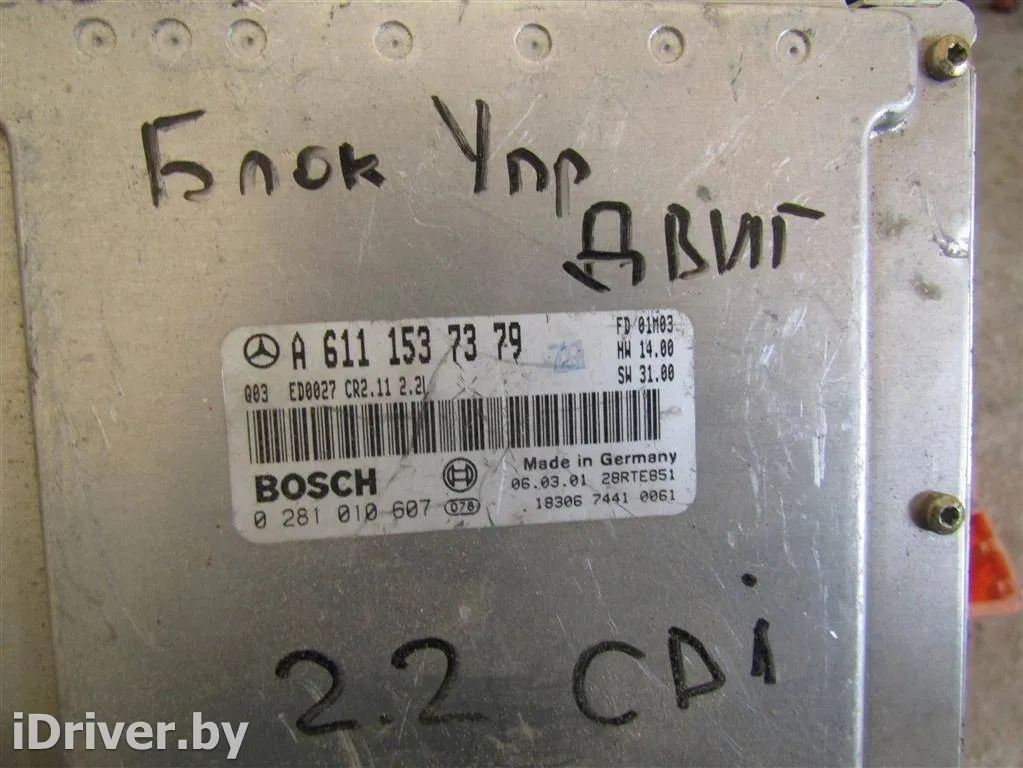 Блок Упр
ДВИГ
A 611 153 73 79
FD 01M03
HW 14.00
SW 31.00
Q03 ED0027 CR2.11 2.2l
BOSCH
Made in Germany
06.03.01 28RTE851
0 281 010 607 078
18306 7441 0061
2.2 CDi
iDriver.by